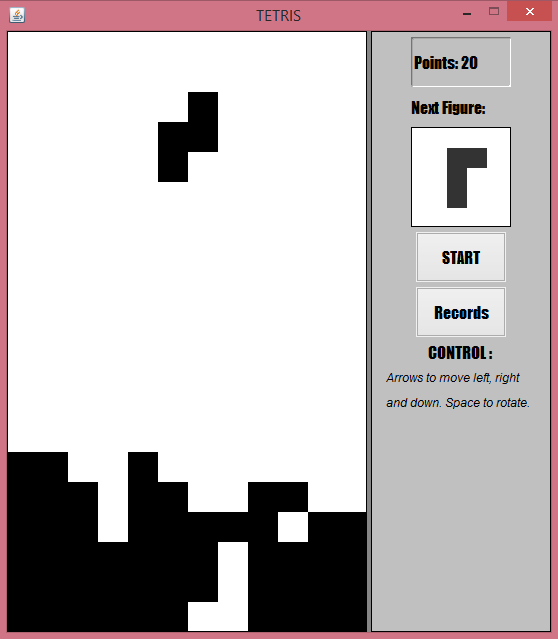 TETRIS
Points: 20
Next Figure:
START
Records
CONTROL :
Arrows to move left, right
and down. Space to rotate.